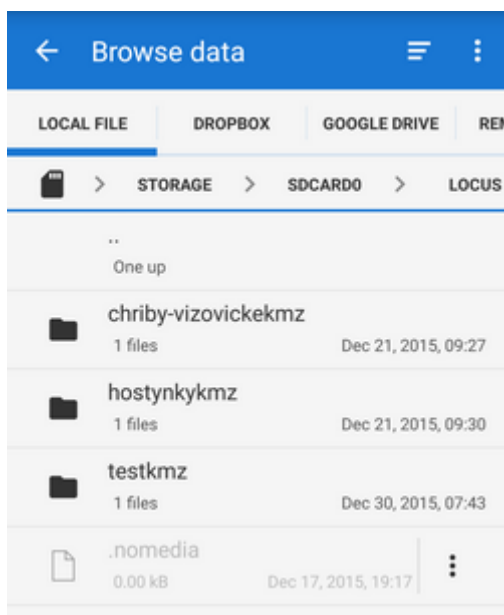 Browse data
LOCAL FILE DROPBOX GOOGLE DRIVE
> STORAGE > SDCARD0 > LOCUS
..
One up
chriby-vizovickekmz
1 files Dec 21, 2015, 09:27
hostynkykmz
1 files Dec 21, 2015, 09:30
testkmz
1 files Dec 30, 2015, 07:43
.nomedia
0.00 kB Dec 17, 2015, 19:17